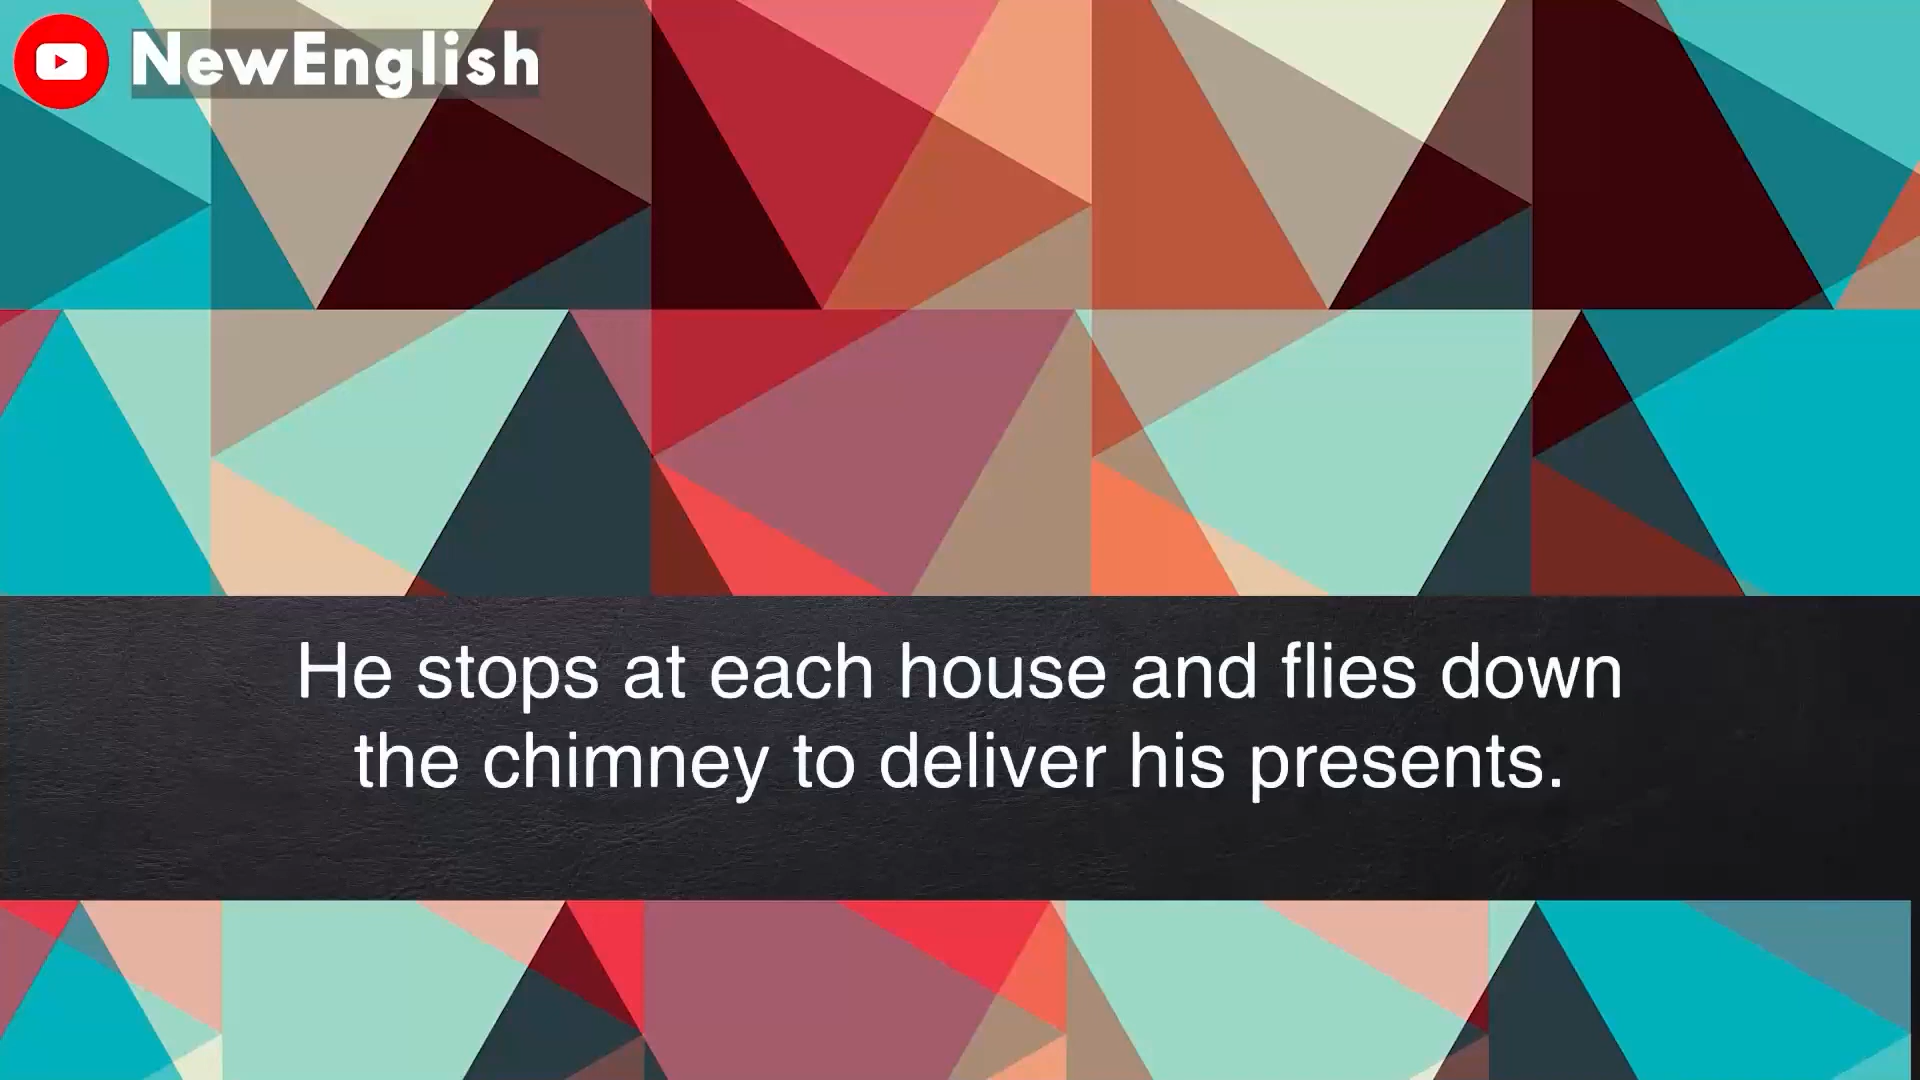 NewEnglish
He stops at each house and flies down
the chimney to deliver his presents.